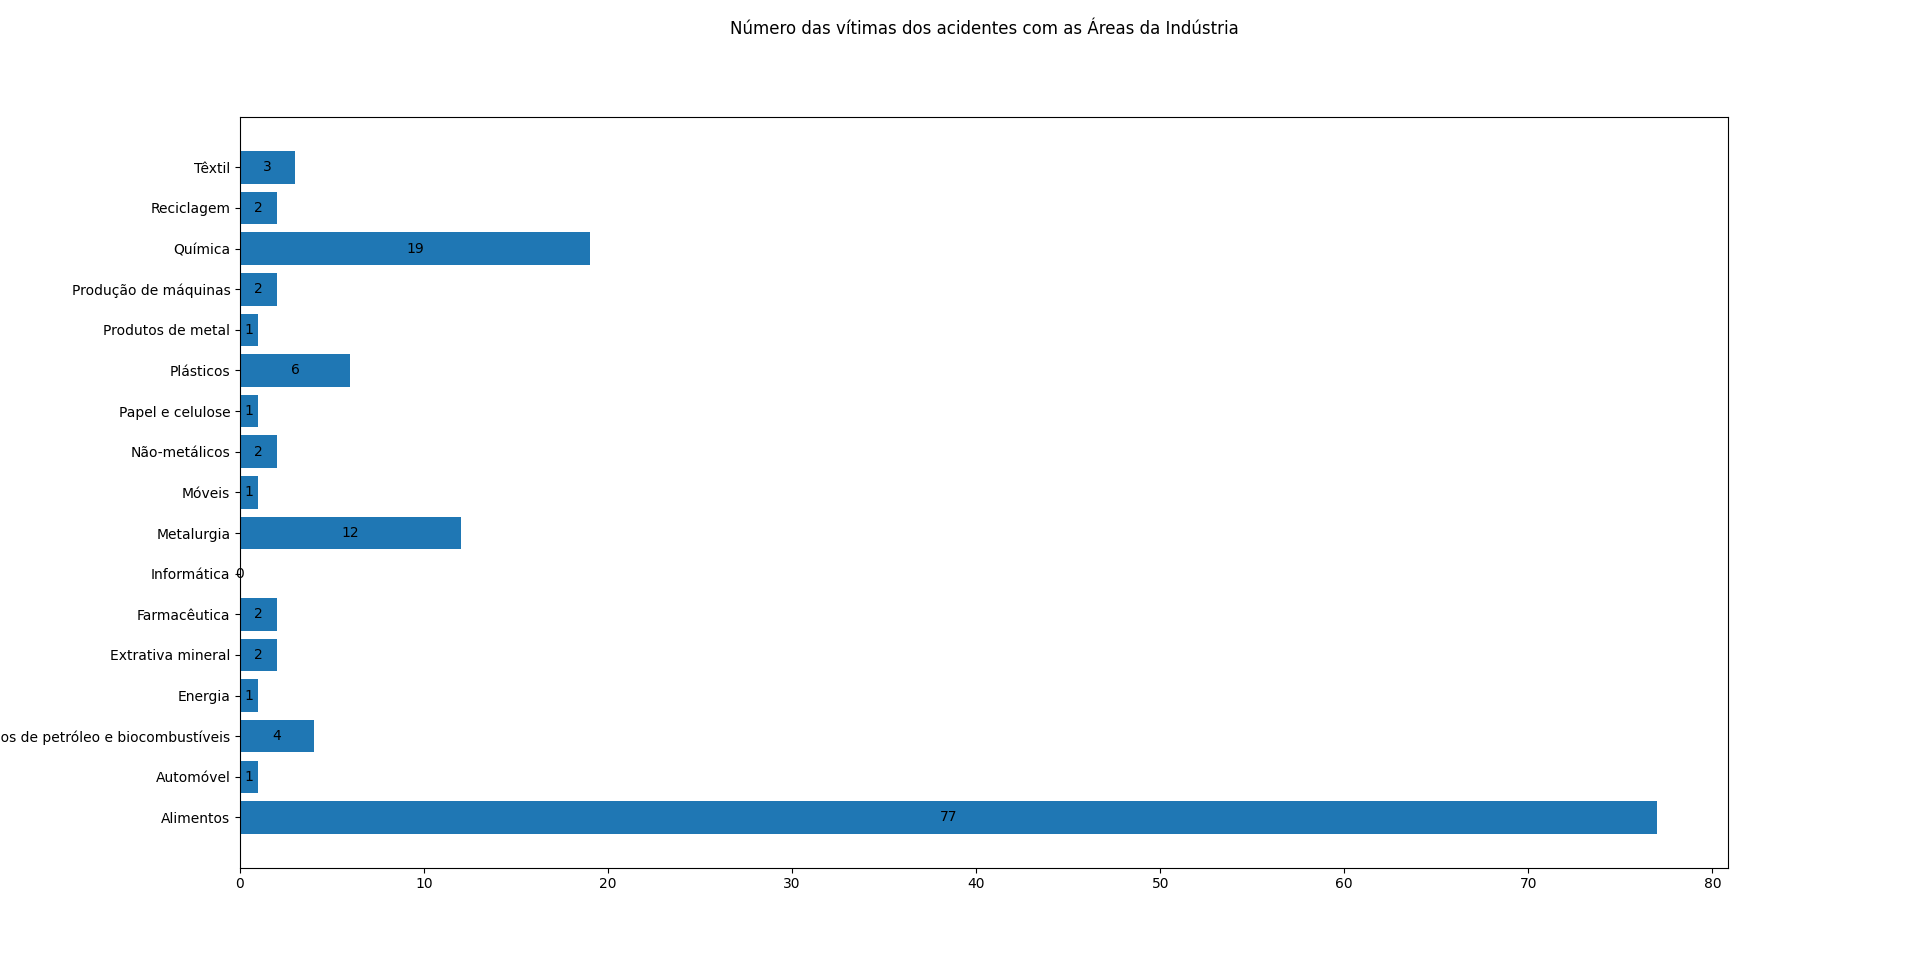 Número das vítimas dos acidentes com as Áreas da Indústria
Têxtil 3
Reciclagem 2
Química 19
Produção de máquinas 2
Produtos de metal 1
Plásticos 6
Papel e celulose 1
Não-metálicos 2
Móveis 1
Metalurgia 12
Informática 0
Farmacêutica 2
Extrativa mineral 2
Energia 1
os de petróleo e biocombustíveis 4
Automóvel 1
Alimentos 77
0 10 20 30 40 50 60 70 80